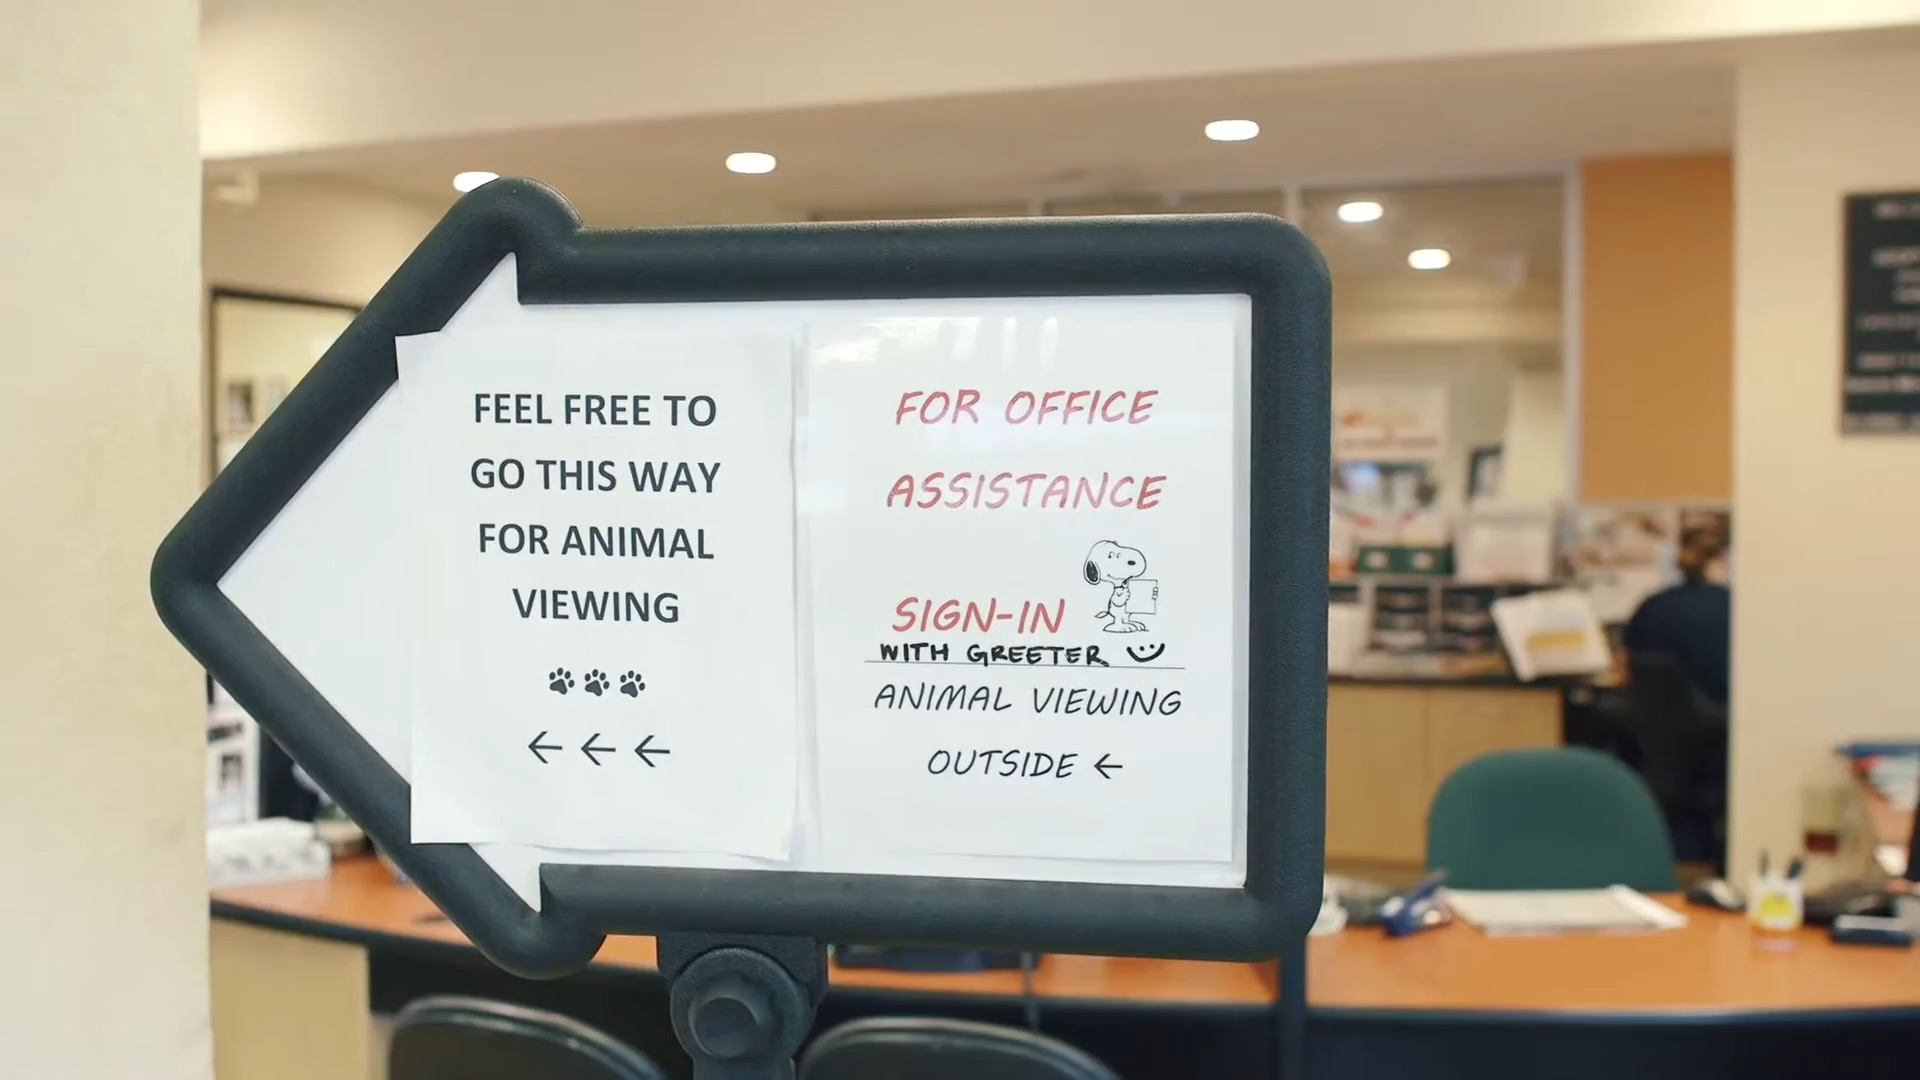 FEEL FREE TO
GO THIS WAY
FOR ANIMAL
VIEWING
← ← ←
FOR OFFICE
ASSISTANCE
SIGN-IN
WITH GREETER
ANIMAL VIEWING
OUTSIDE ←